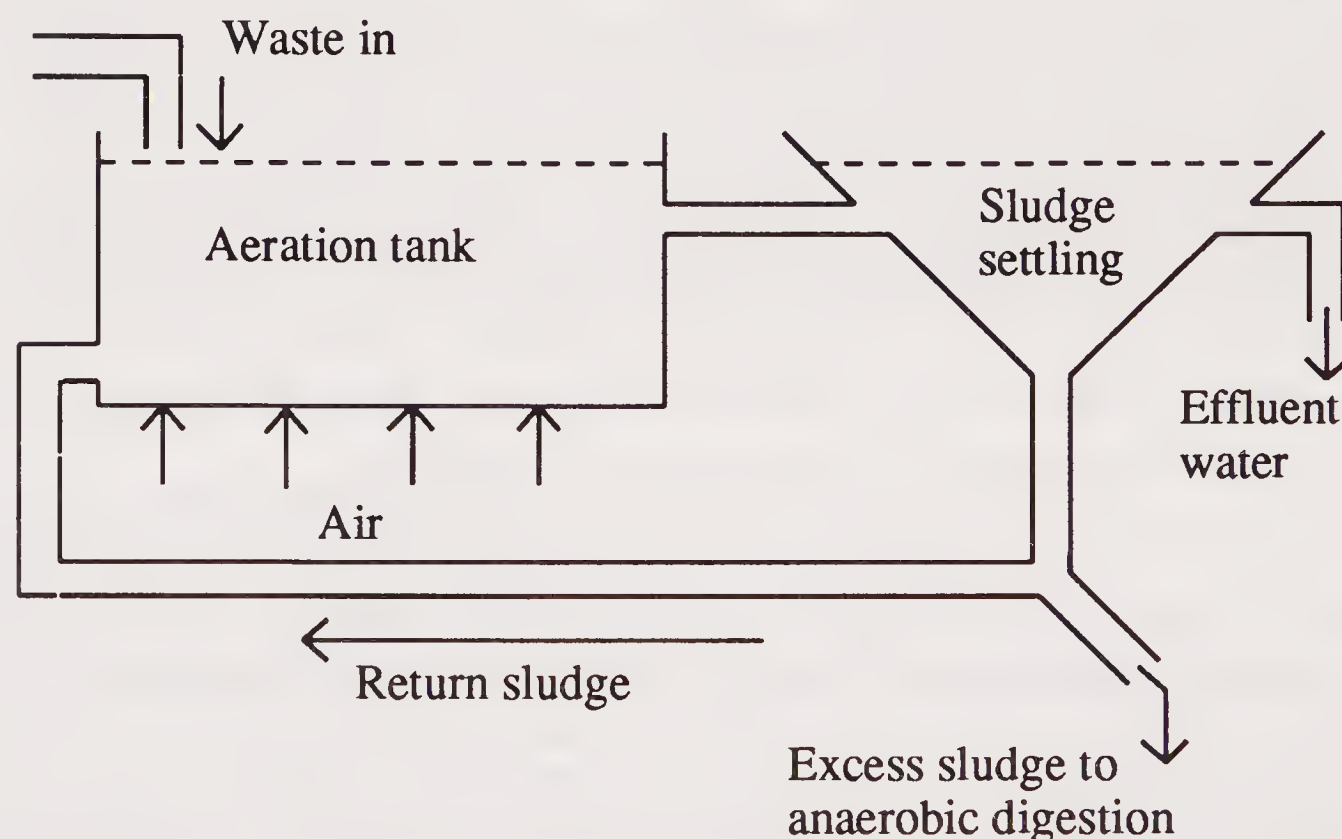 Waste in
Aeration tank
Sludge
settling
Effluent
water
Air
Return sludge
Excess sludge to
anaerobic digestion